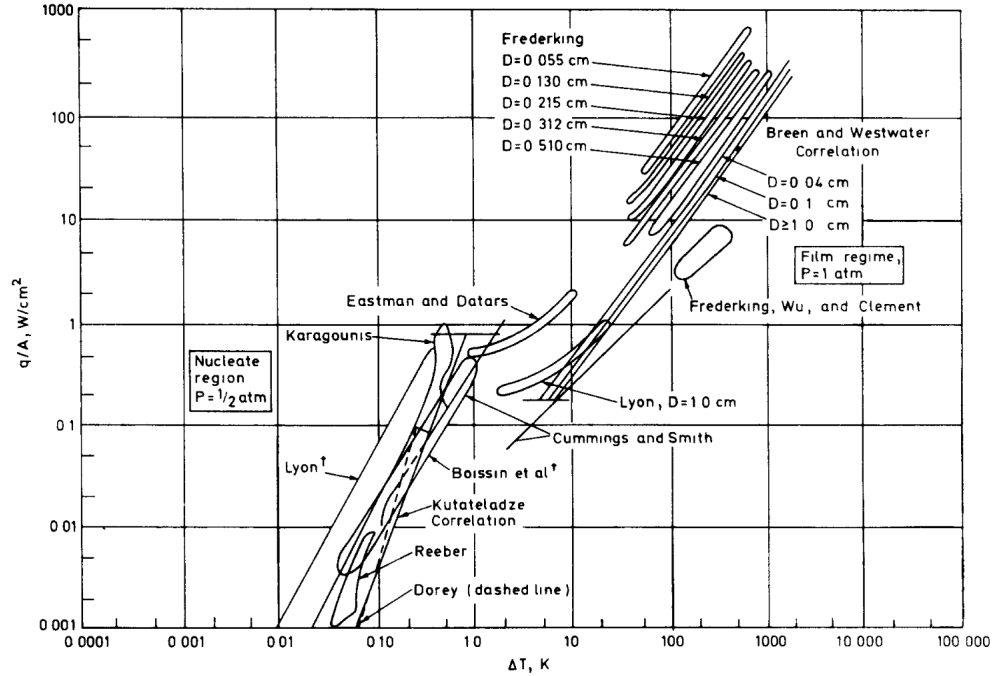 1000
100
10
1
0.1
0 01
0 001
q/A, W/cm²
0 0001
0 001
0 01
0 10
1 0
10
100
1000
10 000
100 000
ΔT, K
Frederking
D=0 055 cm
D=0 130 cm
D=0 215 cm
D=0 312 cm
D=0 510 cm
Breen and Westwater
Correlation
D=0 04 cm
D=0 1 cm
D≥1 0 cm
Film regime,
P=1 atm
Frederking, Wu, and Clement
Eastman and Datars
Karagounis
Nucleate
region
P=1/2 atm
Lyon, D=10 cm
Cummings and Smith
Lyon†
Boissin et al†
Kutateladze
Correlation
Reeber
Dorey (dashed line)